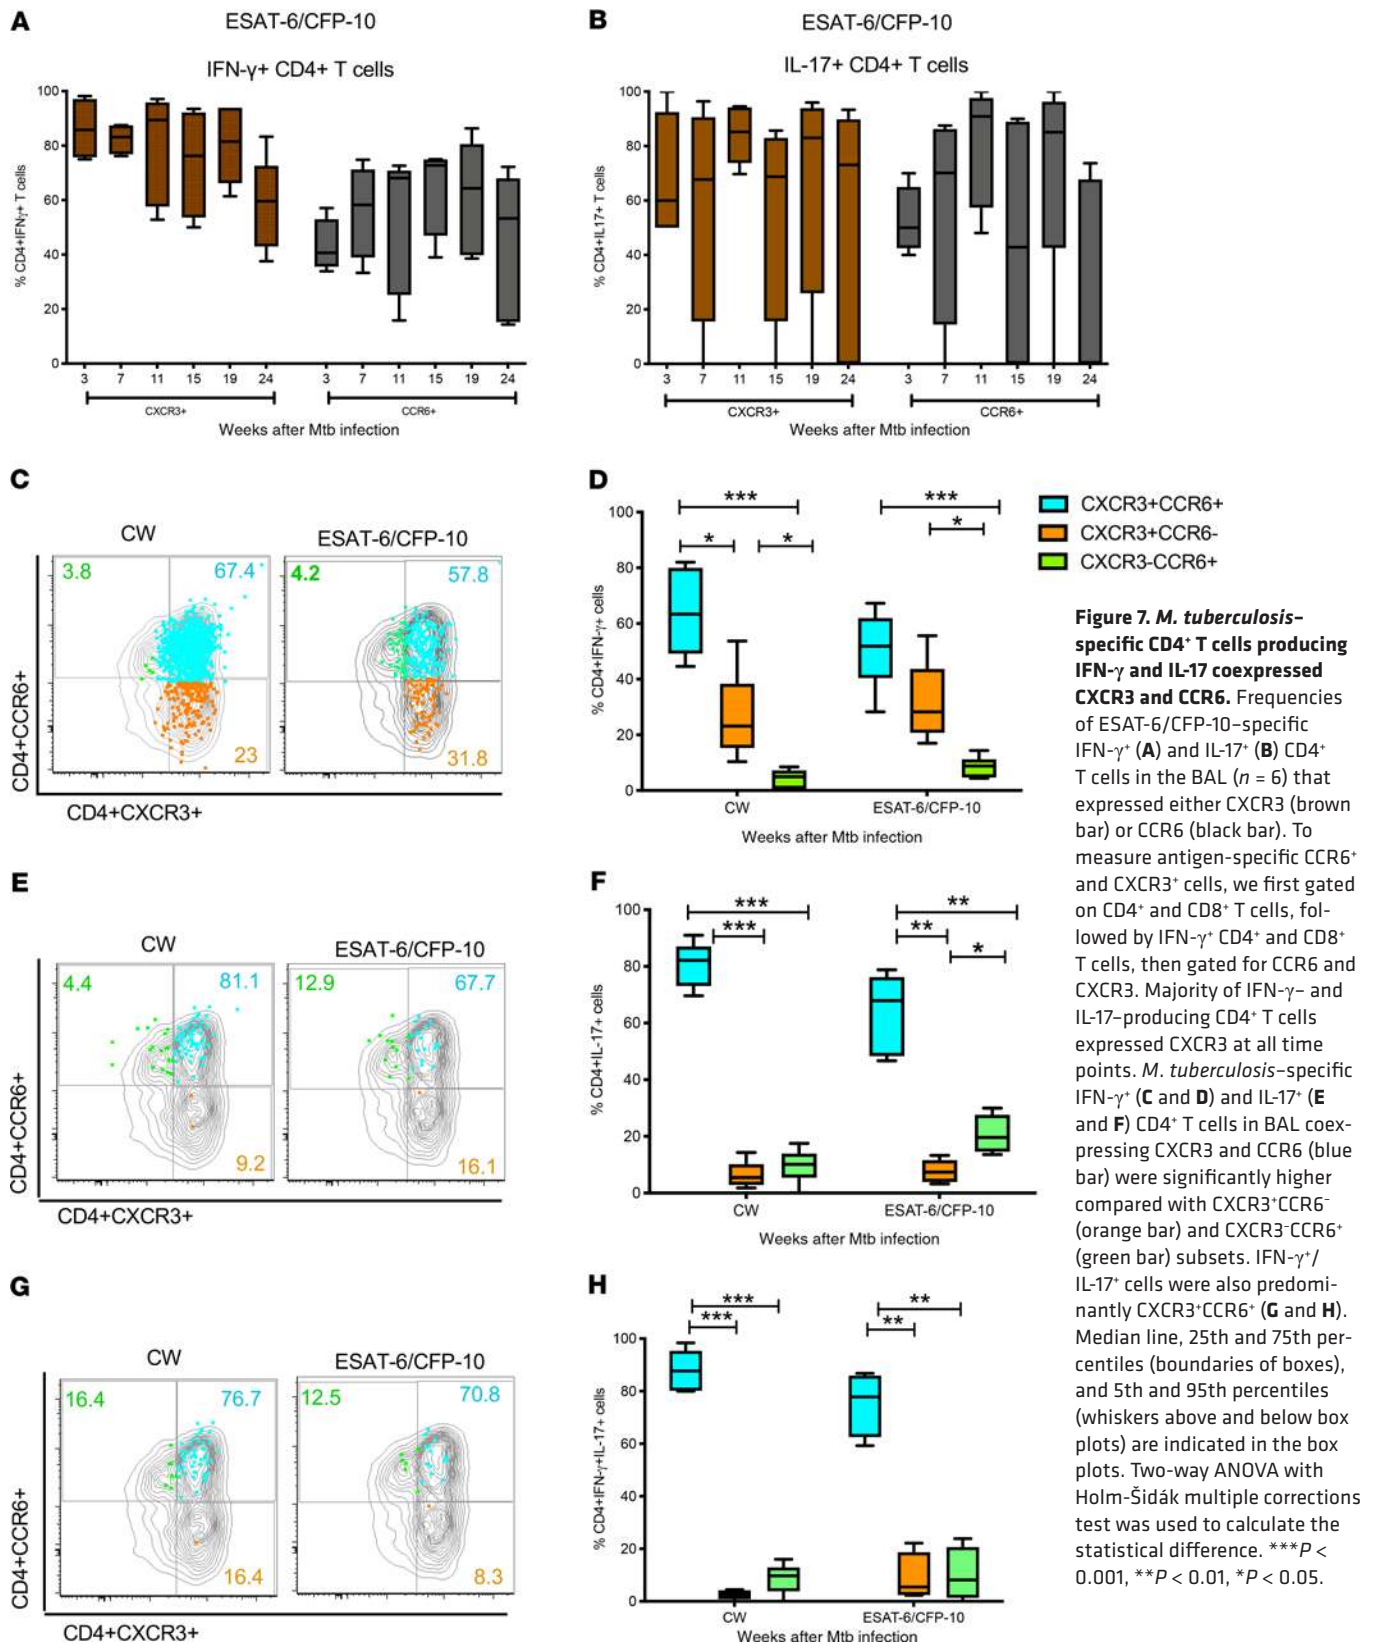 A
ESAT-6/CFP-10
IFN-γ+ CD4+ T cells
% CD4+IFNγ+ T cells
100
80
60
40
20
0
3 7 11 15 19 24 3 7 11 15 19 24
CXCR3+ CCR6+
Weeks after Mtb infection
B
ESAT-6/CFP-10
IL-17+ CD4+ T cells
% CD4+IL17+ T cells
100
80
60
40
20
0
3 7 11 15 19 24 3 7 11 15 19 24
CXCR3+ CCR6+
Weeks after Mtb infection
C
CW ESAT-6/CFP-10
3.8 67.4 4.2 57.8
23 31.8
CD4+CCR6+
CD4+CXCR3+
D
*** ***
* * *
% CD4+IFN-γ+ cells
100
80
60
40
20
0
CW ESAT-6/CFP-10
Weeks after Mtb infection
CXCR3+CCR6+
CXCR3+CCR6-
CXCR3-CCR6+
E
CW ESAT-6/CFP-10
4.4 81.1 12.9 67.7
9.2 16.1
CD4+CCR6+
CD4+CXCR3+
F
*** **
*** ** *
% CD4+IL-17+ cells
100
80
60
40
20
0
CW ESAT-6/CFP-10
Weeks after Mtb infection
G
CW ESAT-6/CFP-10
16.4 76.7 12.5 70.8
16.4 8.3
CD4+CCR6+
CD4+CXCR3+
H
*** **
*** **
% CD4+IFN-γ+IL-17+ cells
100
80
60
40
20
0
CW ESAT-6/CFP-10
Weeks after Mtb infection
Figure 7. M. tuberculosis–
specific CD4⁺ T cells producing
IFN-γ and IL-17 coexpressed
CXCR3 and CCR6. Frequencies
of ESAT-6/CFP-10–specific
IFN-γ⁺ (A) and IL-17⁺ (B) CD4⁺
T cells in the BAL (n = 6) that
expressed either CXCR3 (brown
bar) or CCR6 (black bar). To
measure antigen-specific CCR6⁺
and CXCR3⁺ cells, we first gated
on CD4⁺ and CD8⁺ T cells, fol-
lowed by IFN-γ⁺ CD4⁺ and CD8⁺
T cells, then gated for CCR6 and
CXCR3. Majority of IFN-γ– and
IL-17–producing CD4⁺ T cells
expressed CXCR3 at all time
points. M. tuberculosis–specific
IFN-γ⁺ (C and D) and IL-17⁺ (E
and F) CD4⁺ T cells in BAL coex-
pressing CXCR3 and CCR6 (blue
bar) were significantly higher
compared with CXCR3⁺CCR6⁻
(orange bar) and CXCR3⁻CCR6⁺
(green bar) subsets. IFN-γ⁺/
IL-17⁺ cells were also predomi-
nantly CXCR3⁺CCR6⁺ (G and H).
Median line, 25th and 75th per-
centiles (boundaries of boxes),
and 5th and 95th percentiles
(whiskers above and below box
plots) are indicated in the box
plots. Two-way ANOVA with
Holm-Šidák multiple corrections
test was used to calculate the
statistical difference. ***P <
0.001, **P < 0.01, *P < 0.05.